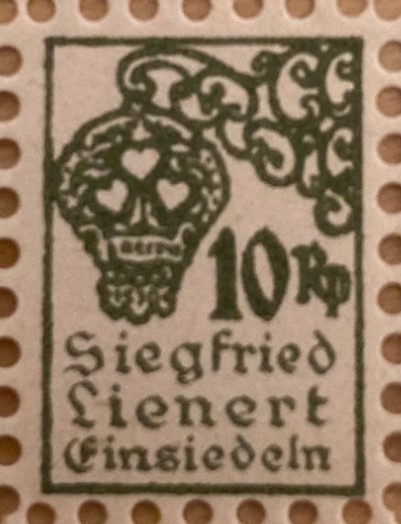 10 Rp
Siegfried
Lienert
Einsiedeln